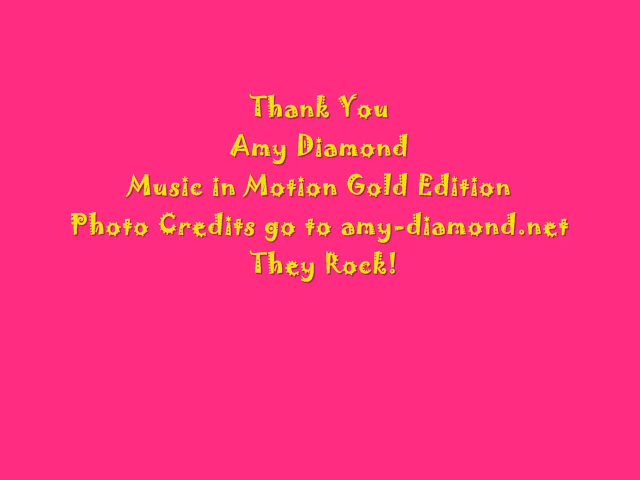 Thank You
Amy Diamond
Music in Motion Gold Edition
Photo Credits go to amy-diamond.net
They Rock!